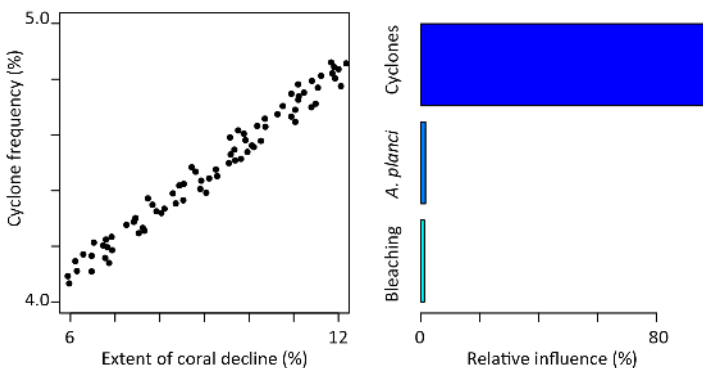 5.0
Cyclone frequency (%)
4.0
6
12
Extent of coral decline (%)
Cyclones
A. planci
Bleaching
0
80
Relative influence (%)